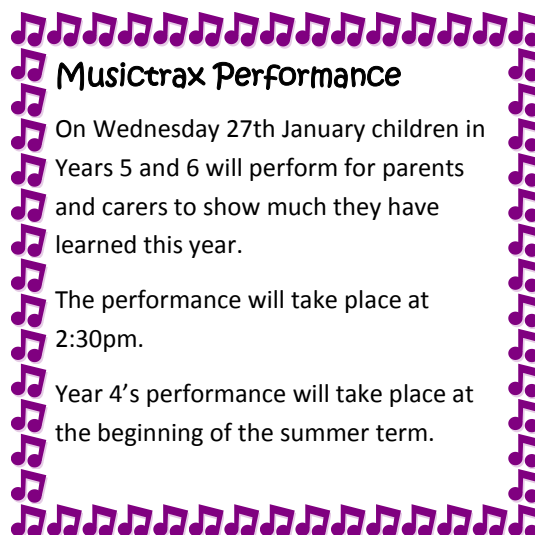 Musictrax Performance
On Wednesday 27th January children in
Years 5 and 6 will perform for parents
and carers to show much they have
learned this year.
The performance will take place at
2:30pm.
Year 4’s performance will take place at
the beginning of the summer term.